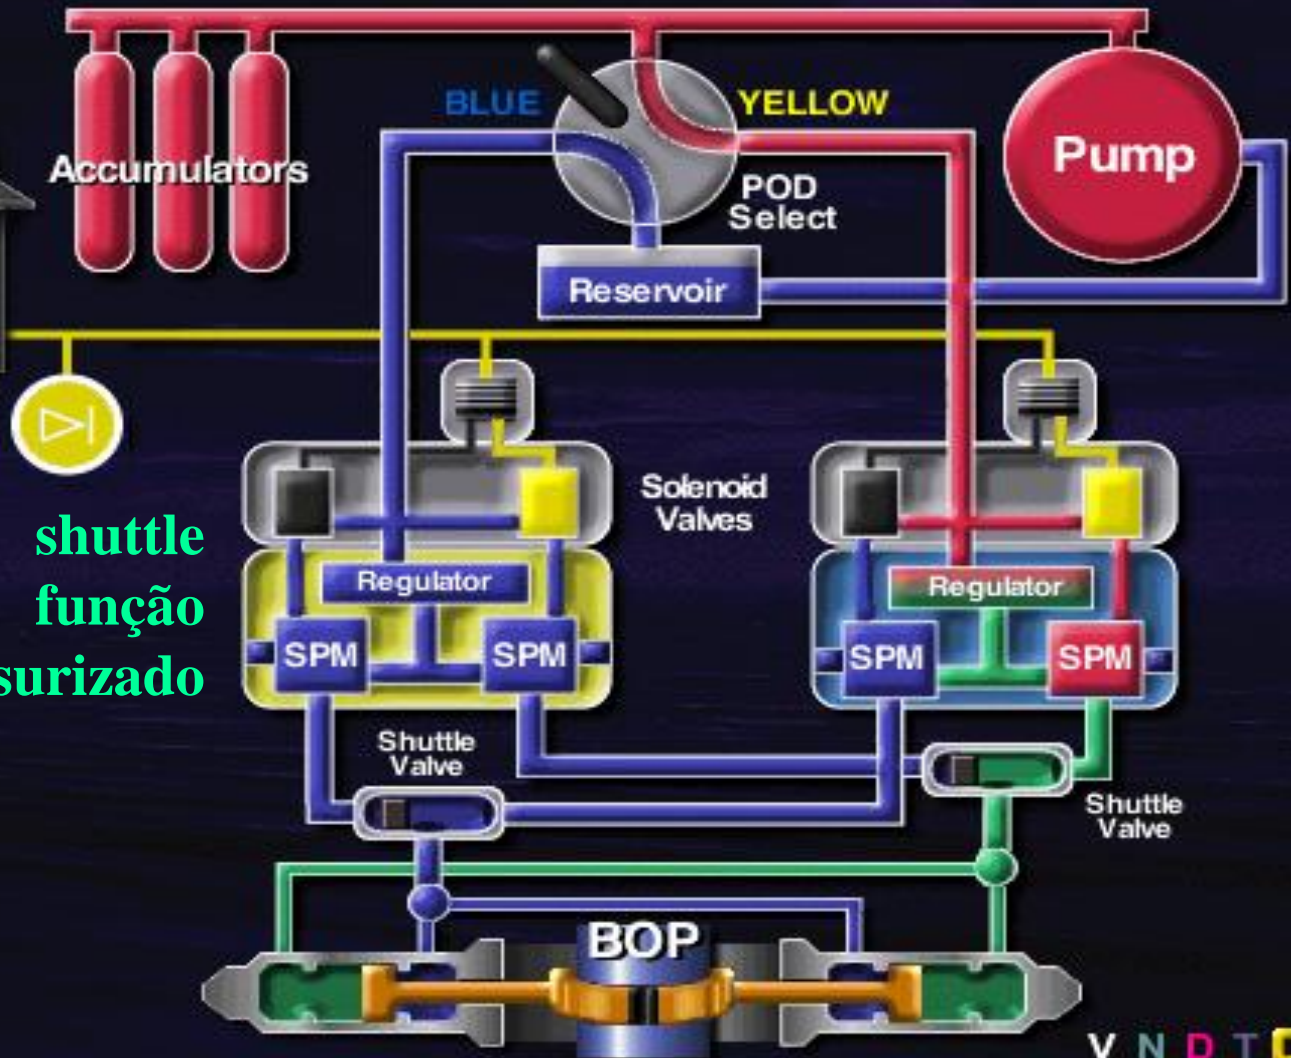 BLUE
YELLOW
Accumulators
Pump
POD
Select
Reservoir
Solenoid
Valves
shuttle
função
surizado
Regulator
Regulator
SPM
SPM
SPM
SPM
Shuttle
Valve
Shuttle
Valve
BOP
V N D T